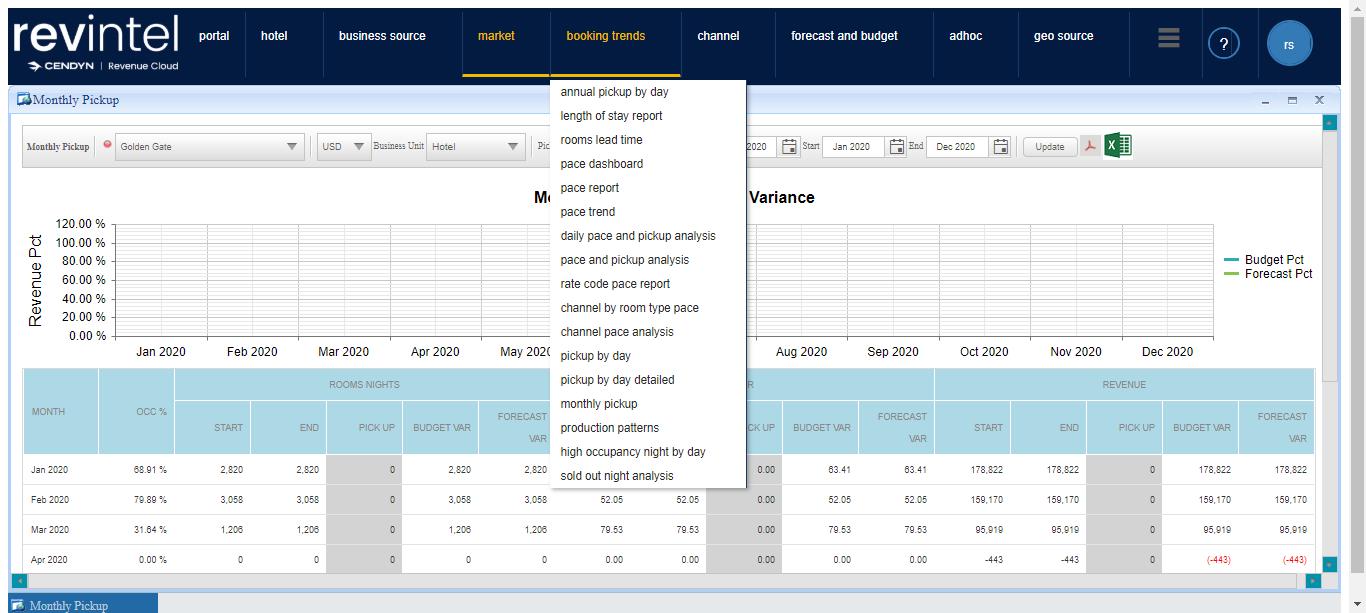 revintel
CENDYN | Revenue Cloud
portal hotel business source market booking trends channel forecast and budget adhoc geo source ? rs
Monthly Pickup
Monthly Pickup Golden Gate USD Business Unit Hotel 2020 Start Jan 2020 End Dec 2020 Update
annual pickup by day
length of stay report
rooms lead time
pace dashboard
pace report
pace trend
daily pace and pickup analysis
pace and pickup analysis
rate code pace report
channel by room type pace
channel pace analysis
pickup by day
pickup by day detailed
monthly pickup
production patterns
high occupancy night by day
sold out night analysis
Variance
Revenue Pct
120.00 %
100.00 %
80.00 %
60.00 %
40.00 %
20.00 %
0.00 %
Jan 2020 Feb 2020 Mar 2020 Apr 2020 May 2020 Aug 2020 Sep 2020 Oct 2020 Nov 2020 Dec 2020
Budget Pct
Forecast Pct
MONTH OCC % ROOMS NIGHTS REVENUE
START END PICK UP BUDGET VAR FORECAST VAR CK UP BUDGET VAR FORECAST VAR START END PICK UP BUDGET VAR FORECAST VAR
Jan 2020 68.91 % 2,820 2,820 0 2,820 2,820 0.00 63.41 63.41 178,822 178,822 0 178,822 178,822
Feb 2020 79.89 % 3,058 3,058 0 3,058 3,058 52.05 52.05 0.00 52.05 52.05 159,170 159,170 0 159,170 159,170
Mar 2020 31.64 % 1,206 1,206 0 1,206 1,206 79.53 79.53 0.00 79.53 79.53 95,919 95,919 0 95,919 95,919
Apr 2020 0.00 % 0 0 0 0 0 0.00 0.00 0.00 0.00 0.00 -443 -443 0 (-443) (-443)
Monthly Pickup